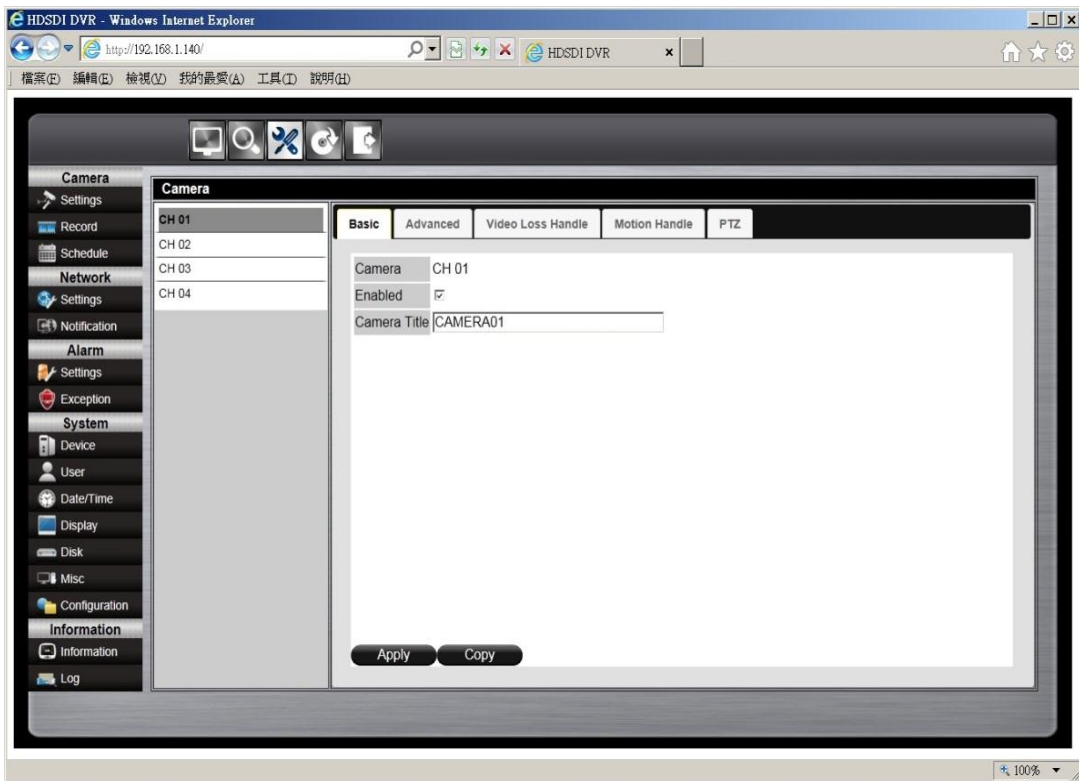 HDSDI DVR - Windows Internet Explorer
http://192.168.1.140/
HDSDI DVR
檔案(F) 編輯(E) 檢視(V) 我的最愛(A) 工具(T) 說明(H)
Camera
Settings
Record
Schedule
Network
Settings
Notification
Alarm
Settings
Exception
System
Device
User
Date/Time
Display
Disk
Misc
Configuration
Information
Information
Log
Camera
CH 01
CH 02
CH 03
CH 04
Basic Advanced Video Loss Handle Motion Handle PTZ
Camera CH 01
Enabled
Camera Title CAMERA01
Apply Copy
100%